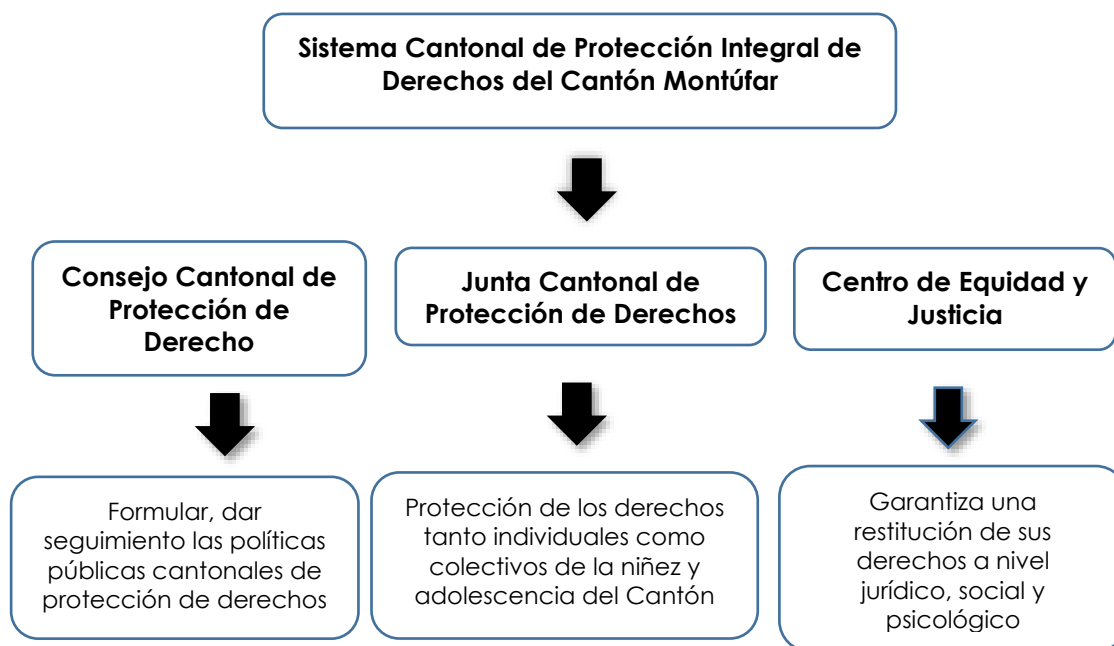 Sistema Cantonal de Protección Integral de
Derechos del Cantón Montúfar
Consejo Cantonal de
Protección de
Derecho
Junta Cantonal de
Protección de Derechos
Centro de Equidad y
Justicia
Formular, dar
seguimiento las políticas
públicas cantonales de
protección de derechos
Protección de los derechos
tanto individuales como
colectivos de la niñez y
adolescencia del Cantón
Garantiza una
restitución de sus
derechos a nivel
jurídico, social y
psicológico